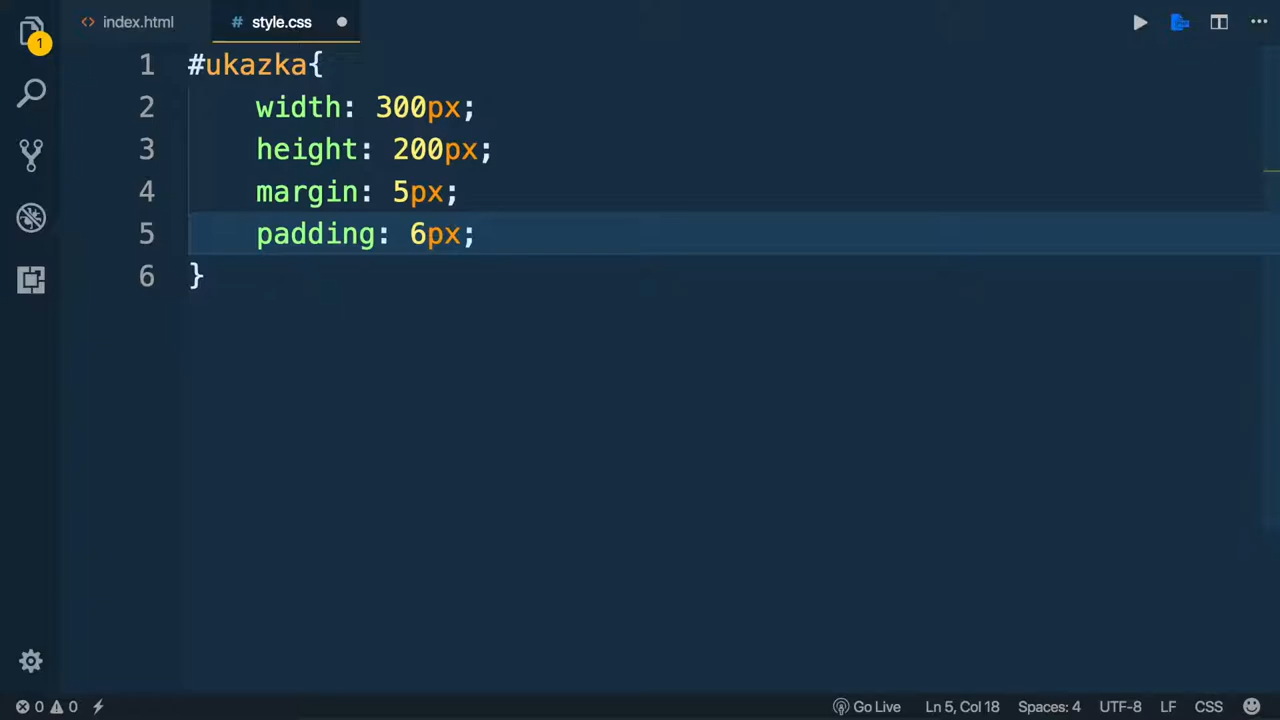 index.html
# style.css
1
1 #ukazka{
2 width: 300px;
3 height: 200px;
4 margin: 5px;
5 padding: 6px;
6 }
0 0 Go Live Ln 5, Col 18 Spaces: 4 UTF-8 LF CSS